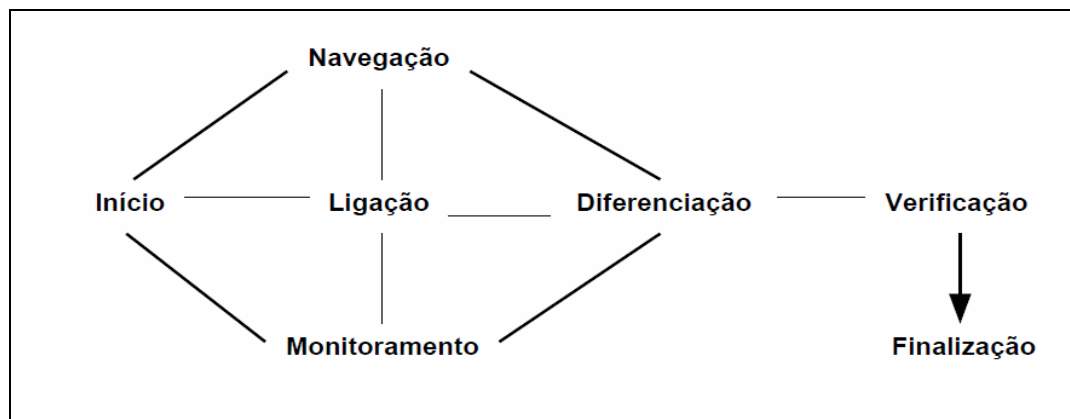 Navegação
Início Ligação Diferenciação Verificação
Monitoramento Finalização